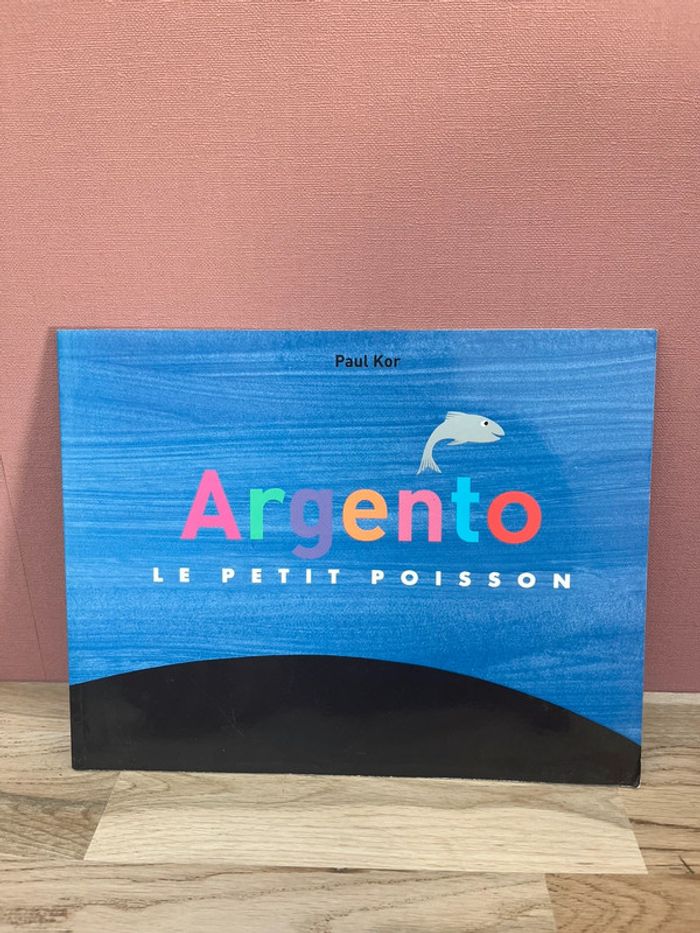 Paul Kor
Argento
LE PETIT POISSON